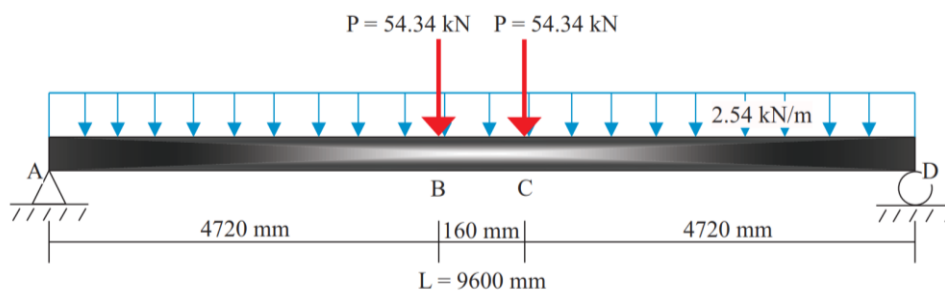 P = 54.34 kN P = 54.34 kN
2.54 kN/m
A D
B C
4720 mm 160 mm 4720 mm
L = 9600 mm